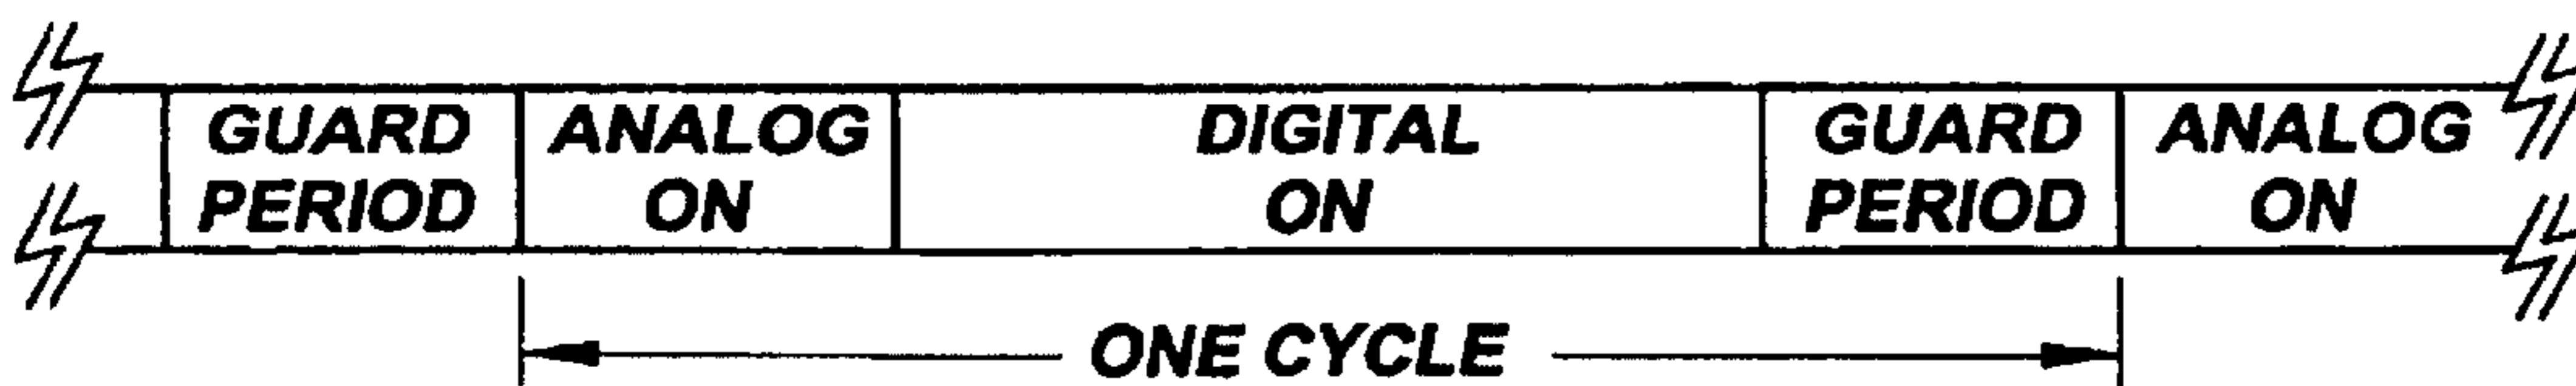 GUARD ANALOG DIGITAL GUARD ANALOG
PERIOD ON ON PERIOD ON
ONE CYCLE